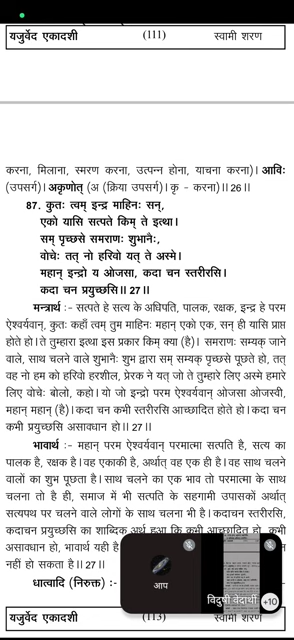 यजुर्वेद एकादशी (111) स्वामी शरण
करना, मिलाना, स्मरण करना, उत्पन्न होना, याचना करना)। आविः
(उपसर्ग)। अकृणोत् (अ (क्रिया उपसर्ग)। कृ - करना)।। 26 ।।
87. कुतः त्वम् इन्द्र माहिनः सन्,
एको यासि सत्पते किम् ते इत्था।
सम् पृच्छसे समराणः शुभानैः,
वोचेः तत् नो हरिवो यत् ते अस्मे।
महान् इन्द्रो य ओजसा, कदा चन स्तरीरसि।
कदा चन प्रयुच्छसि।। 27 ।।
मन्त्रार्थ :- सत्पते हे सत्य के अधिपति, पालक, रक्षक, इन्द्र हे परम
ऐश्वर्यवान्, कुतः कहाँ त्वम् तुम माहिनः महान् एको एक, सन् ही यासि प्राप्त
होते हो। ते तुम्हारा इत्था इस प्रकार किम् क्या (है)। समराणः सम्यक् जाने
वाले, साथ चलने वाले शुभानैः शुभ द्वारा सम् सम्यक् पृच्छसे पूछते हो, तत्
वह नो हम को हरिवो हरशील, प्रेरक ने यत् जो ते तुम्हारे लिए अस्मे हमारे
लिए वोचेः बोलो, कहो। यो जो इन्द्रो परम ऐश्वर्यवान् ओजसा ओजस्वी,
महान् महान् (है)। कदा चन कभी स्तरीरसि आच्छादित होते हो। कदा चन
कभी प्रयुच्छसि असावधान हो।। 27 ।।
भावार्थ :- महान् परम ऐश्वर्यवान् परमात्मा सत्पति है, सत्य का
पालक है, रक्षक है। वह एकाकी है, अर्थात् वह एक ही है। वह साथ चलने
वालों का शुभ पूछता है। साथ चलने का एक भाव तो परमात्मा के साथ
चलना तो है ही, समाज में भी सत्पति के सहगामी उपासकों अर्थात्
सत्यपथ पर चलने वाले लोगों के साथ चलना भी है। कदाचन स्तरीरसि,
कदाचन प्रयुच्छसि का शाब्दिक अर्थ हुआ कि कभी आच्छादित हो, कभी
असावधान हो, भावार्थ यही है
नहीं हो सकता है।। 27 ।।
धात्वादि (निरुक्त) :-
आप
विदुषी वेदार्थी +10
यजुर्वेद एकादशी (113) स्वामी शरण